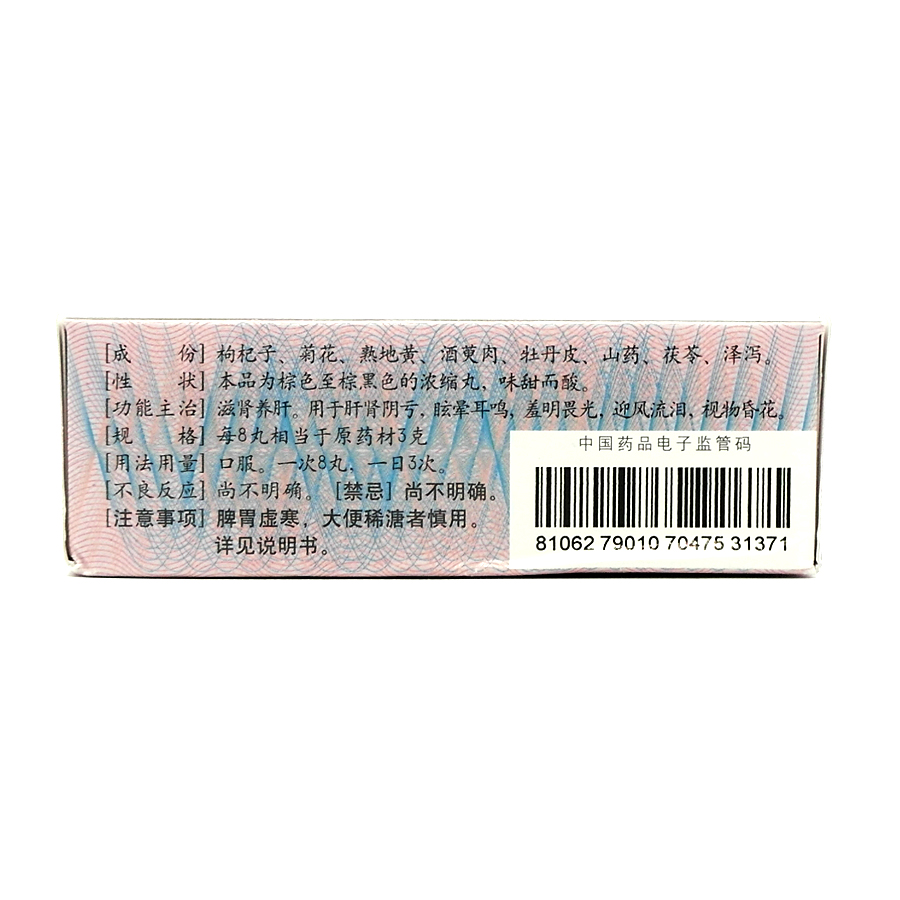 [成　　份] 枸杞子、菊花、熟地黄、酒萸肉、牡丹皮、山药、茯苓、泽泻。
[性　　状] 本品为棕色至棕黑色的浓缩丸，味甜而酸。
[功能主治] 滋肾养肝。用于肝肾阴亏，眩晕耳鸣，羞明畏光，迎风流泪，视物昏花。
[规　　格] 每8丸相当于原药材3克
[用法用量] 口服。一次8丸，一日3次。
[不良反应] 尚不明确。 [禁忌] 尚不明确。
[注意事项] 脾胃虚寒，大便稀溏者慎用。
详见说明书。
中国药品电子监管码
81062 79010 70475 31371